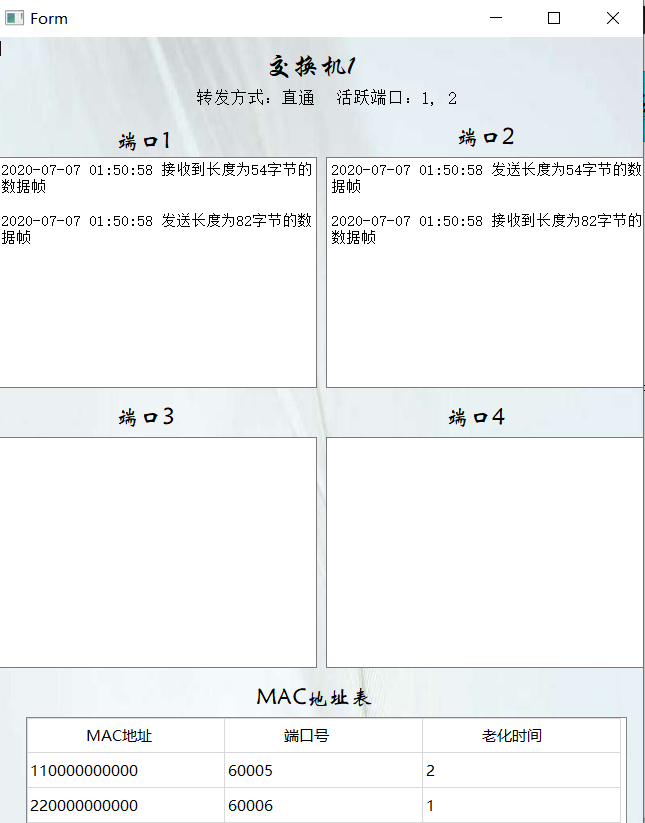 Form
交换机1
转发方式：直通 活跃端口：1, 2
端口1
端口2
2020-07-07 01:50:58 接收到长度为54字节的
数据帧
2020-07-07 01:50:58 发送长度为82字节的数
据帧
2020-07-07 01:50:58 发送长度为54字节的数
据帧
2020-07-07 01:50:58 接收到长度为82字节的
数据帧
端口3
端口4
MAC地址表
MAC地址 端口号 老化时间
110000000000 60005 2
220000000000 60006 1